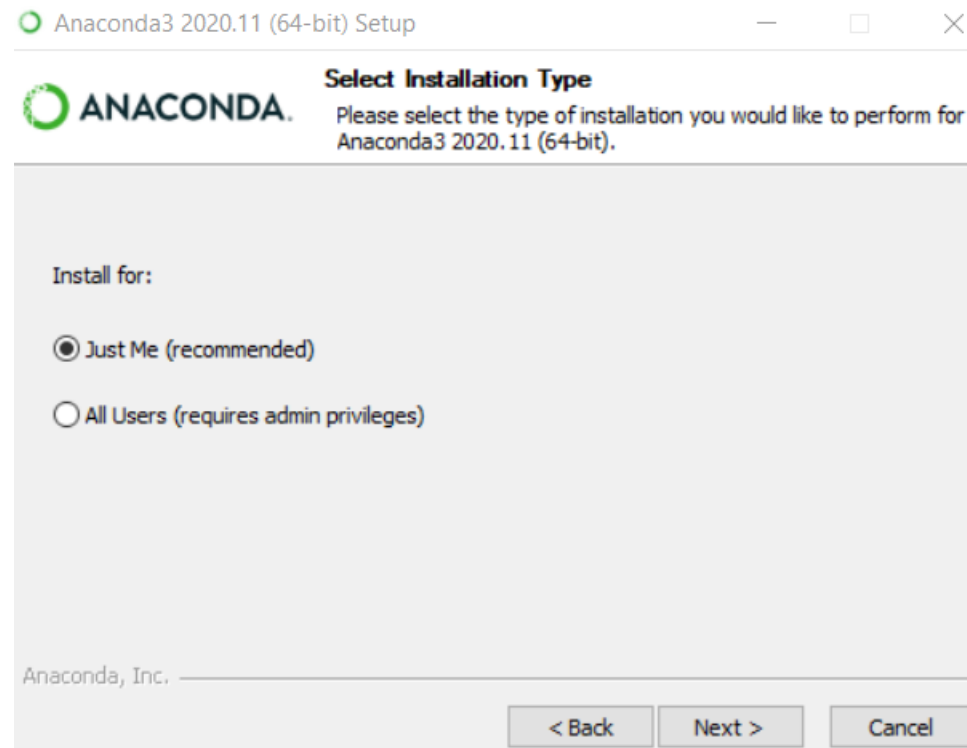 Anaconda3 2020.11 (64-bit) Setup
ANACONDA.
Select Installation Type
Please select the type of installation you would like to perform for
Anaconda3 2020.11 (64-bit).
Install for:
Just Me (recommended)
All Users (requires admin privileges)
Anaconda, Inc.
< Back Next > Cancel